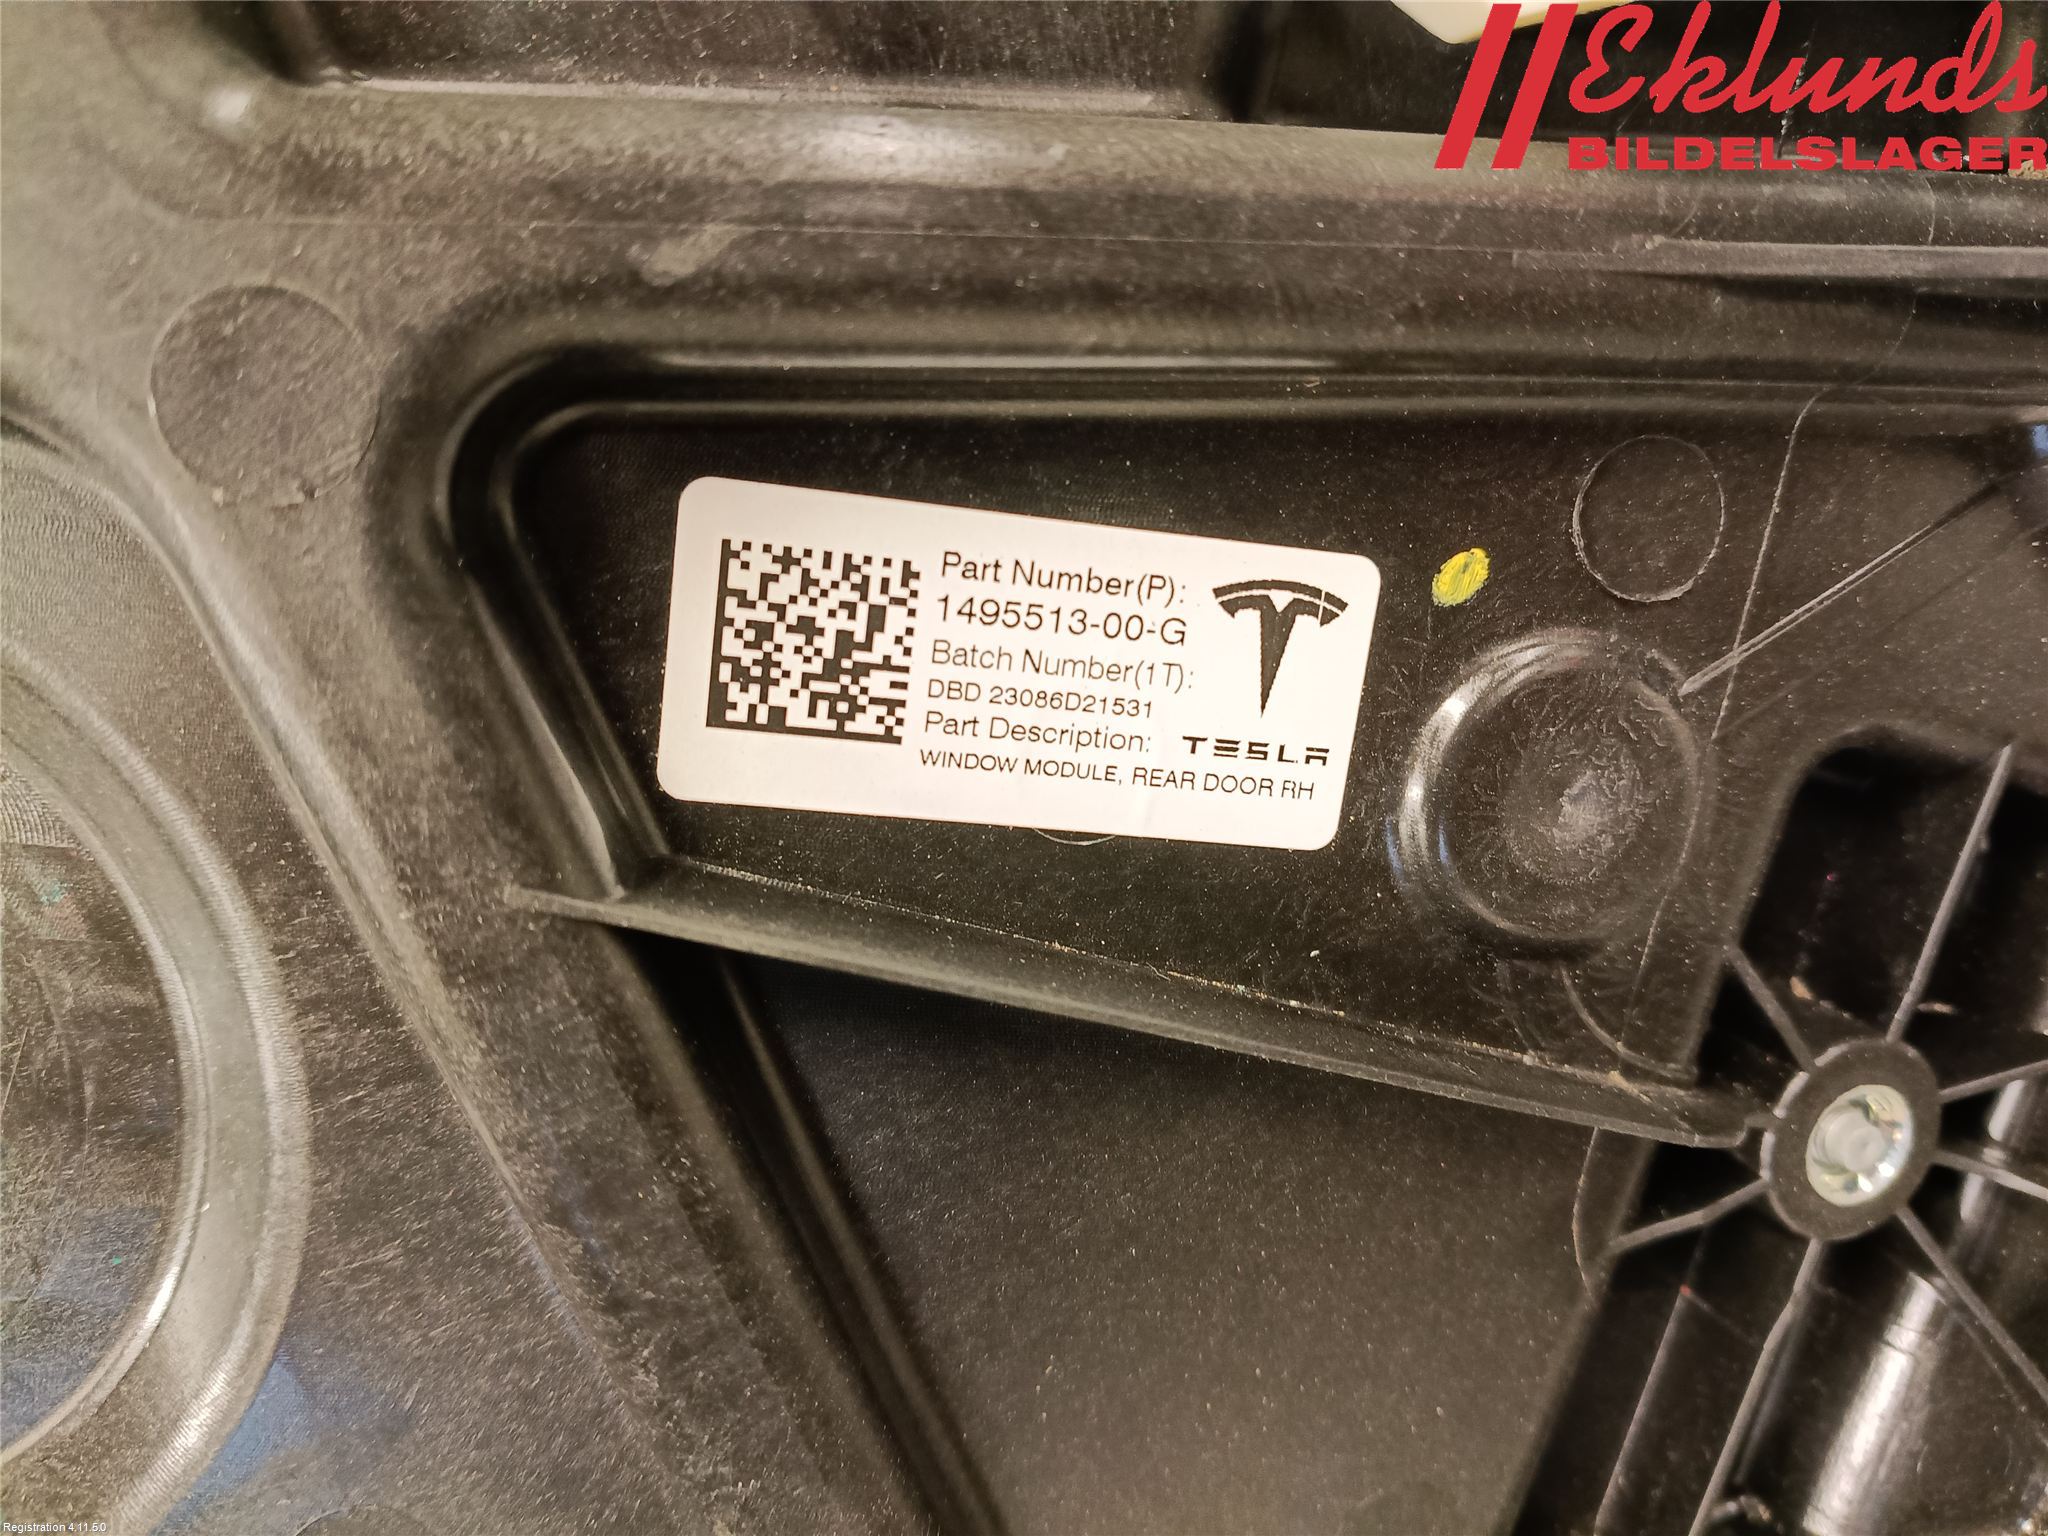 Eklunds
BILDELSLAGER
Part Number(P):
1495513-00-G
Batch Number(1T):
DBD 23086D21531
Part Description:
TESLA
WINDOW MODULE, REAR DOOR RH
Registration 4.11.5.0